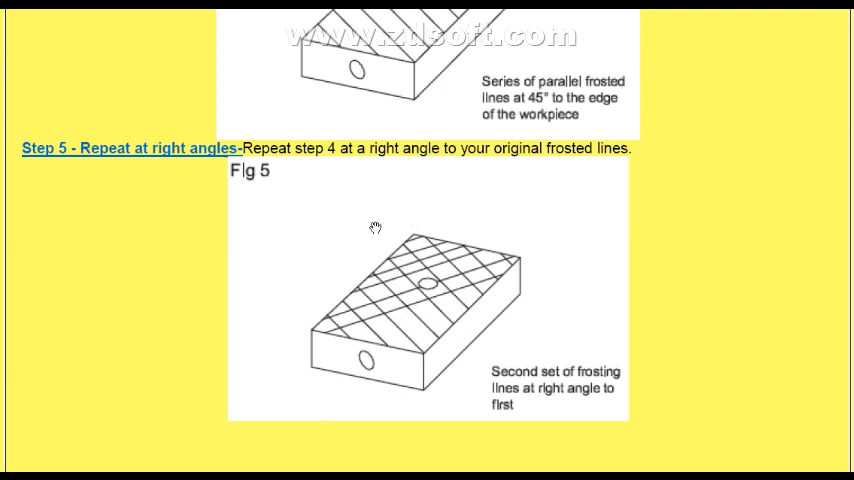 www.zdsoft.com
Series of parallel frosted
lines at 45° to the edge
of the workpiece
Step 5 - Repeat at right angles-Repeat step 4 at a right angle to your original frosted lines.
Fig 5
Second set of frosting
lines at right angle to
first